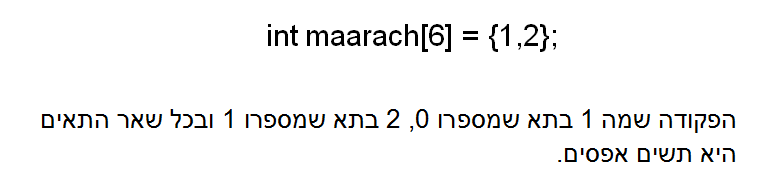 int maarach[6] = {1,2};
הפקודה שמה 1 בתא שמספרו 0, 2 בתא שמספרו 1 ובכל שאר התאים
היא תשים אפסים.